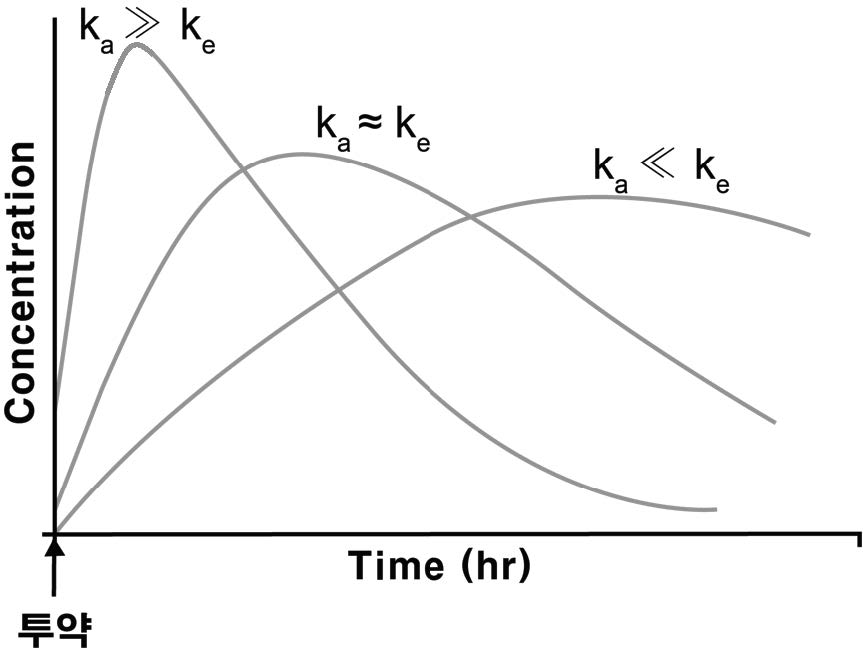 ka ≫ ke
ka ≈ ke
ka ≪ ke
Concentration
Time (hr)
투약